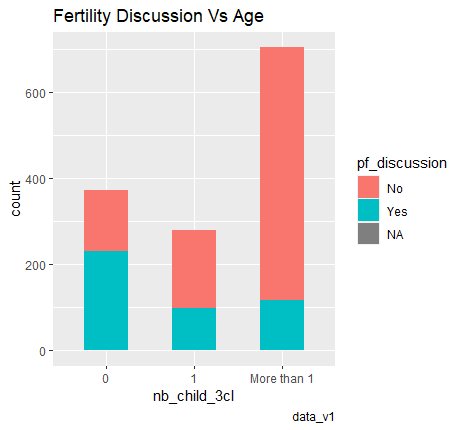 Fertility Discussion Vs Age
count
600
400
200
0
0 1 More than 1
nb_child_3cl
pf_discussion
No
Yes
NA
data_v1